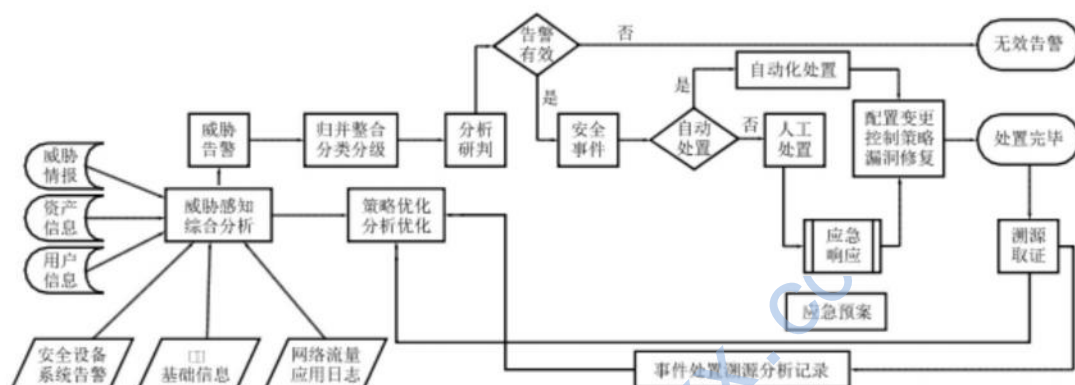 告警
有效
否
无效告警
是
自动化处置
是
威胁
告警
归并整合
分类分级
分析
研判
安全
事件
自动
处置
否
人工
处置
配置变更
控制策略
漏洞修复
处置完毕
威胁
情报
资产
信息
用户
信息
威胁感知
综合分析
策略优化
分析优化
应急
响应
溯源
取证
应急预案
安全设备
系统告警
基础信息
网络流量
应用日志
事件处置溯源分析记录